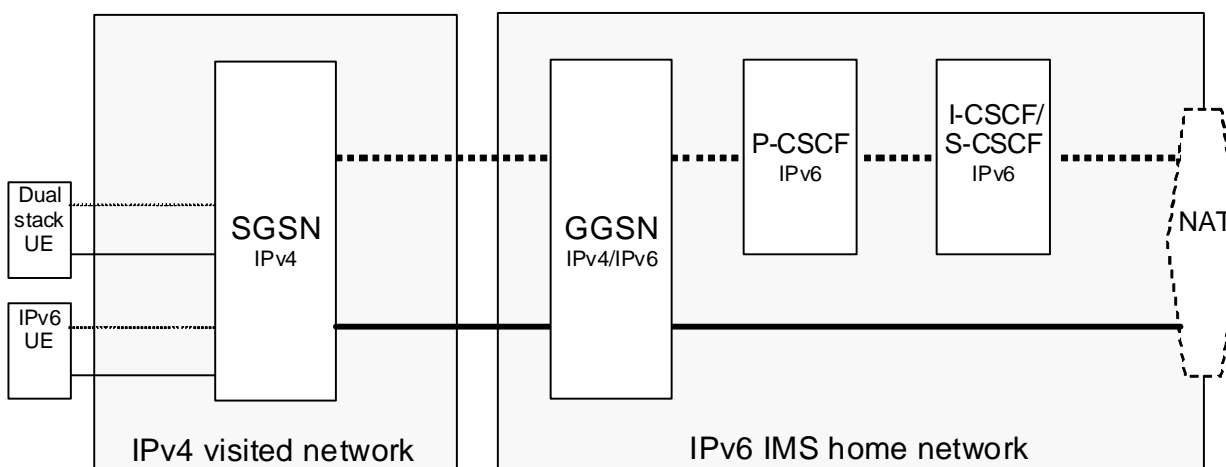 Dual
stack
UE
IPv6
UE
SGSN
IPv4
IPv4 visited network
GGSN
IPv4/IPv6
P-CSCF
IPv6
I-CSCF/
S-CSCF
IPv6
NAT
IPv6 IMS home network